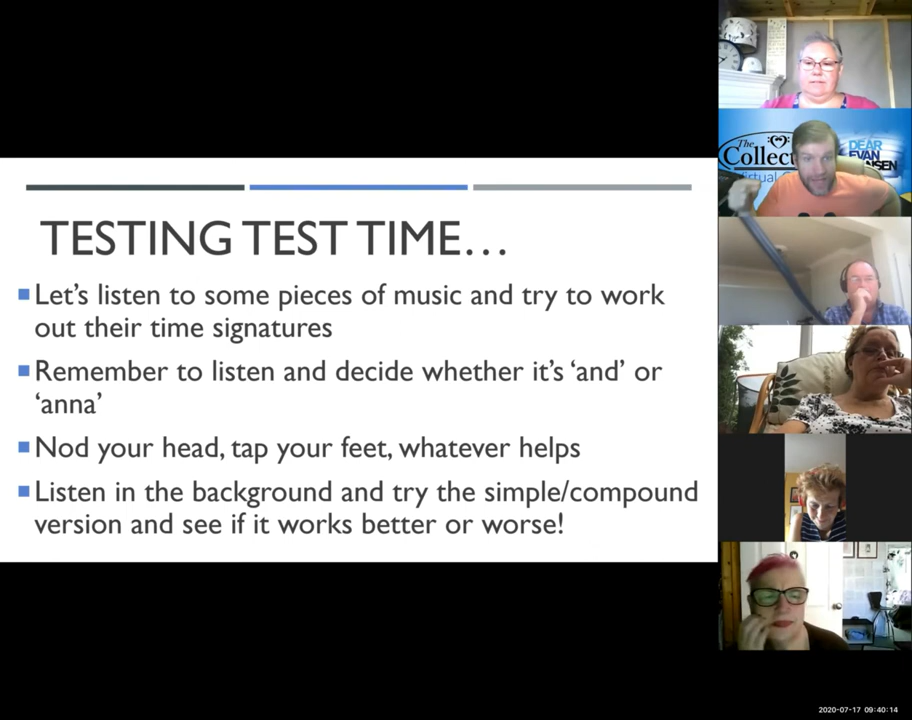 TESTING TEST TIME...
Let's listen to some pieces of music and try to work
out their time signatures
Remember to listen and decide whether it's 'and' or
'anna'
Nod your head, tap your feet, whatever helps
Listen in the background and try the simple/compound
version and see if it works better or worse!
The
DEAR
EVAN
2020-07-17 09:40:14